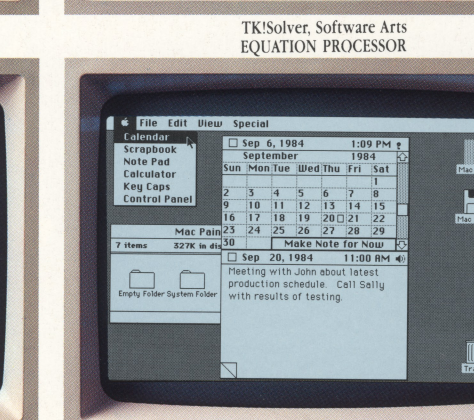 TK!Solver, Software Arts
EQUATION PROCESSOR
File Edit View Special
Calendar
Scrapbook
Note Pad
Calculator
Key Caps
Control Panel
Sep 6, 1984 1:09 PM
September 1984
Sun Mon Tue Wed Thu Fri Sat
1
2 3 4 5 6 7 8
9 10 11 12 13 14 15
16 17 18 19 20 21 22
23 24 25 26 27 28 29
30 Make Note for Now
Sep 20, 1984 11:00 AM
Meeting with John about latest
production schedule. Call Sally
with results of testing.
Mac Pain
7 items 327K in dis
Empty Folder System Folder
Mac
Mac
Tra